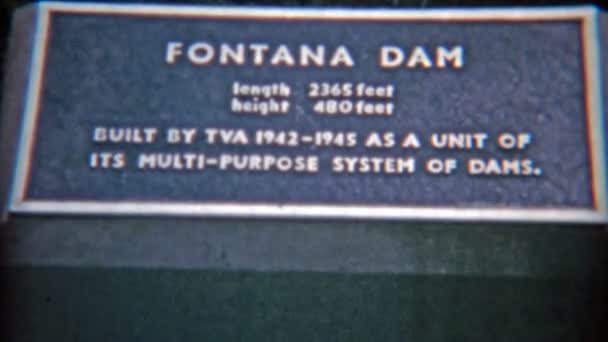 FONTANA DAM
length 2365 feet
height 480 feet
BUILT BY TVA 1942-1945 AS A UNIT OF
ITS MULTI-PURPOSE SYSTEM OF DAMS.